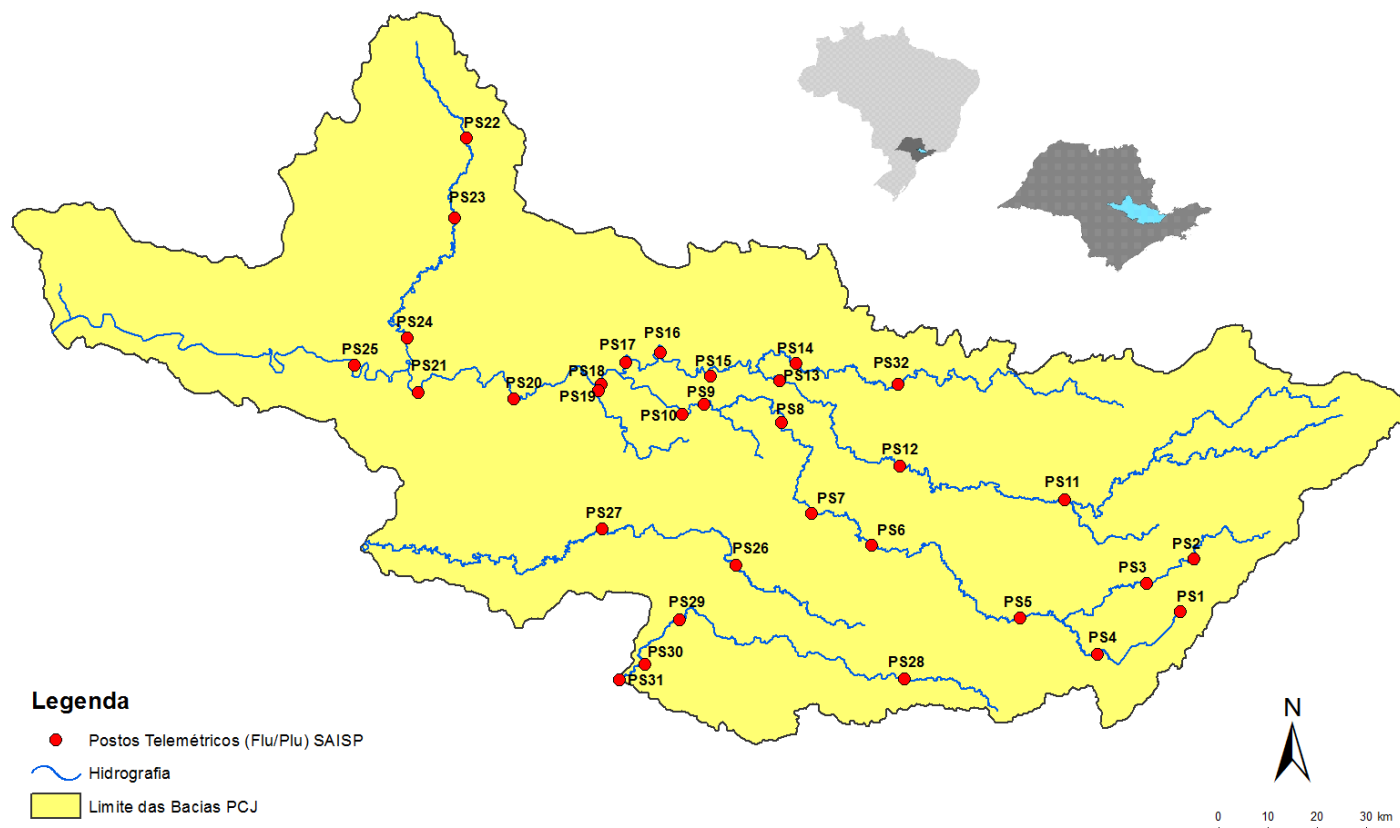 PS22
PS23
PS24
PS25
PS21
PS20
PS18
PS19
PS17
PS16
PS15
PS14
PS13
PS32
PS9
PS10
PS8
PS12
PS11
PS7
PS6
PS27
PS26
PS2
PS3
PS1
PS5
PS4
PS29
PS30
PS31
PS28
Legenda
Postos Telemétricos (Flu/Plu) SAISP
Hidrografia
Limite das Bacias PCJ
N
0 10 20 30 km